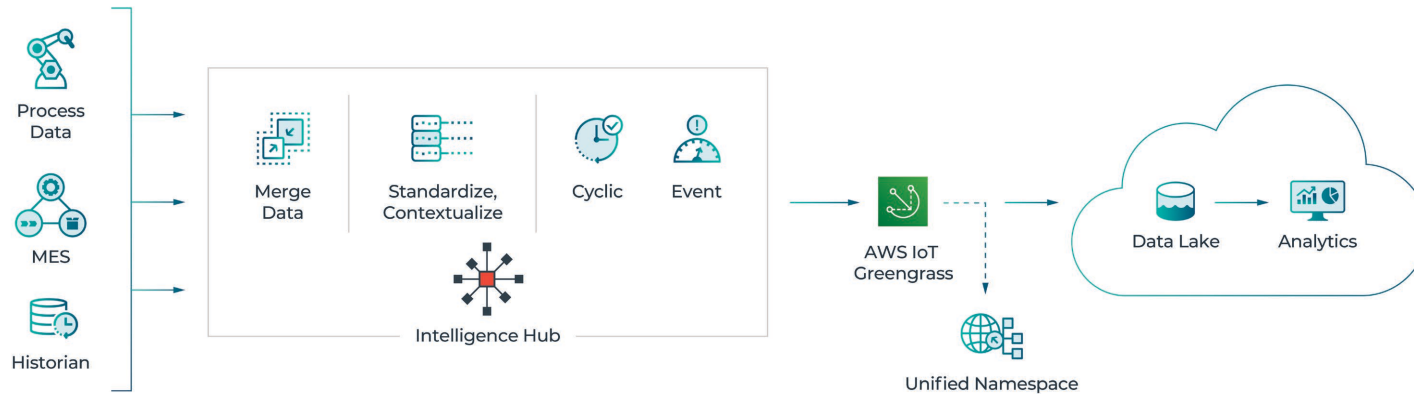 Process
Data
MES
Historian
Merge
Data
Standardize,
Contextualize
Cyclic
Event
Intelligence Hub
AWS IoT
Greengrass
Unified Namespace
Data Lake
Analytics